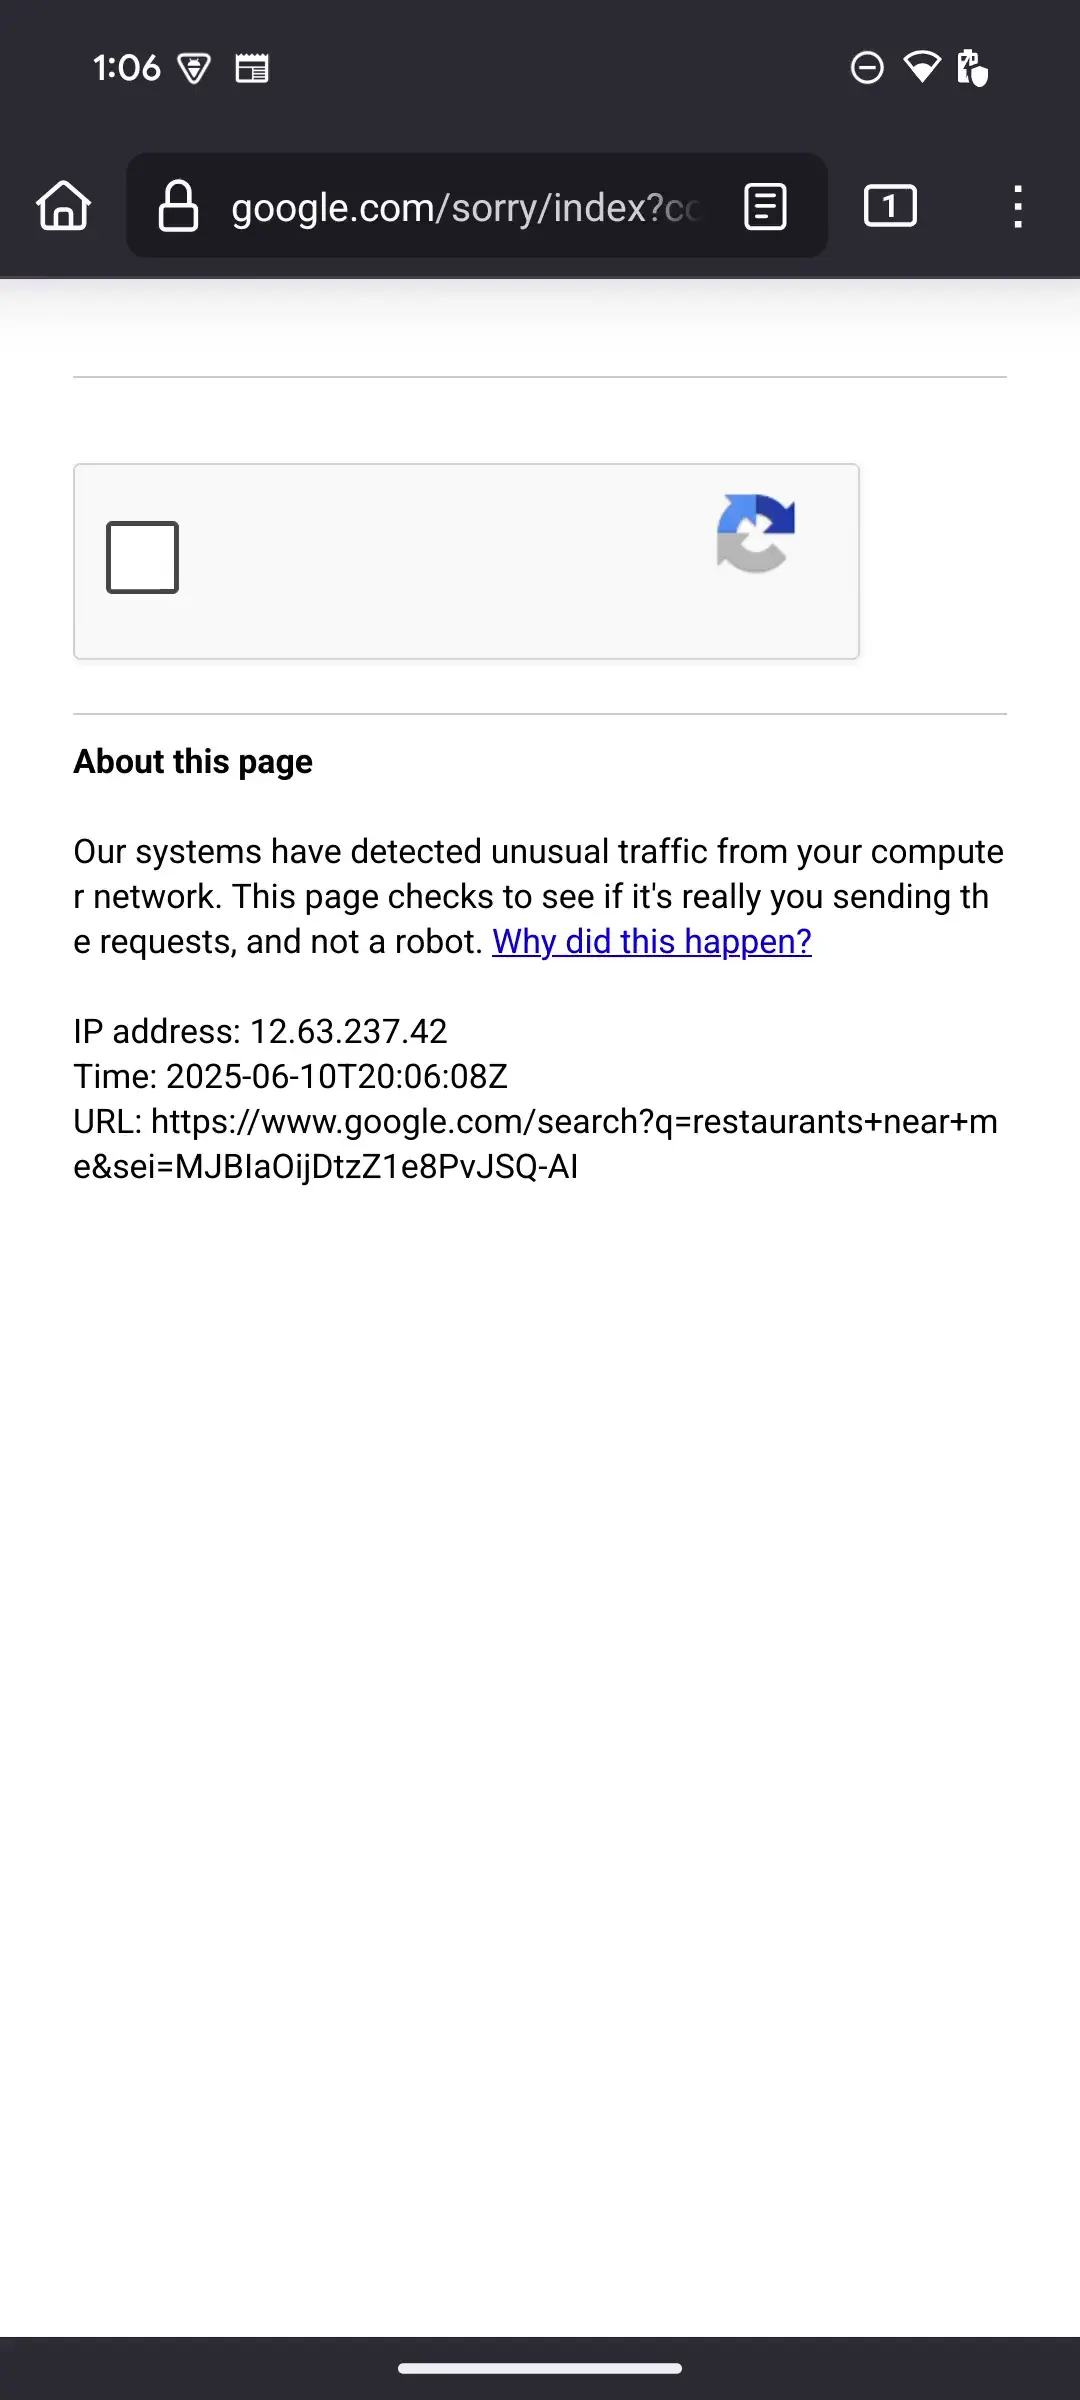 1:06
google.com/sorry/index?cc
1
About this page
Our systems have detected unusual traffic from your compute
r network. This page checks to see if it's really you sending th
e requests, and not a robot. Why did this happen?
IP address: 12.63.237.42
Time: 2025-06-10T20:06:08Z
URL: https://www.google.com/search?q=restaurants+near+m
e&sei=MJBIaOijDtzZ1e8PvJSQ-AI